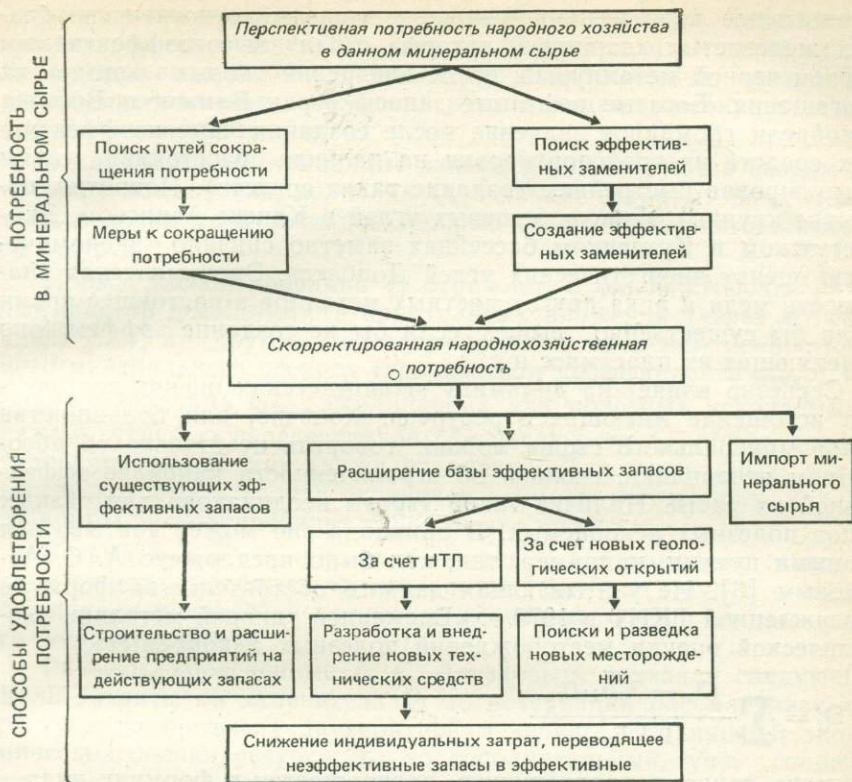 ПОТРЕБНОСТЬ
В МИНЕРАЛЬНОМ СЫРЬЕ
Перспективная потребность народного хозяйства
в данном минеральном сырье
Поиск путей сокра-
щения потребности
Поиск эффектив-
ных заменителей
Меры к сокращению
потребности
Создание эффектив-
ных заменителей
Скорректированная народнохозяйственная
потребность
СПОСОБЫ УДОВЛЕТВОРЕНИЯ
ПОТРЕБНОСТИ
Использование
существующих эф-
фективных запасов
Расширение базы эффективных запасов
Импорт ми-
нерального
сырья
За счет НТП
За счет новых геоло-
гических открытий
Строительство и расши-
рение предприятий на
действующих запасах
Разработка и внед-
рение новых тех-
нических средств
Поиски и разведка
новых месторожде-
ний
Снижение индивидуальных затрат, переводящее
неэффективные запасы в эффективные